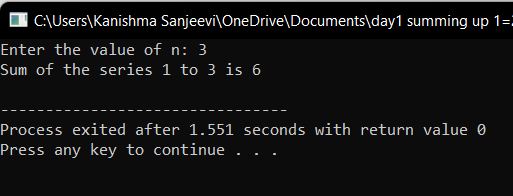 C:\Users\Kanishma Sanjeevi\OneDrive\Documents\day1 summing up 1=
Enter the value of n: 3
Sum of the series 1 to 3 is 6
--------------------------------
Process exited after 1.551 seconds with return value 0
Press any key to continue . . .